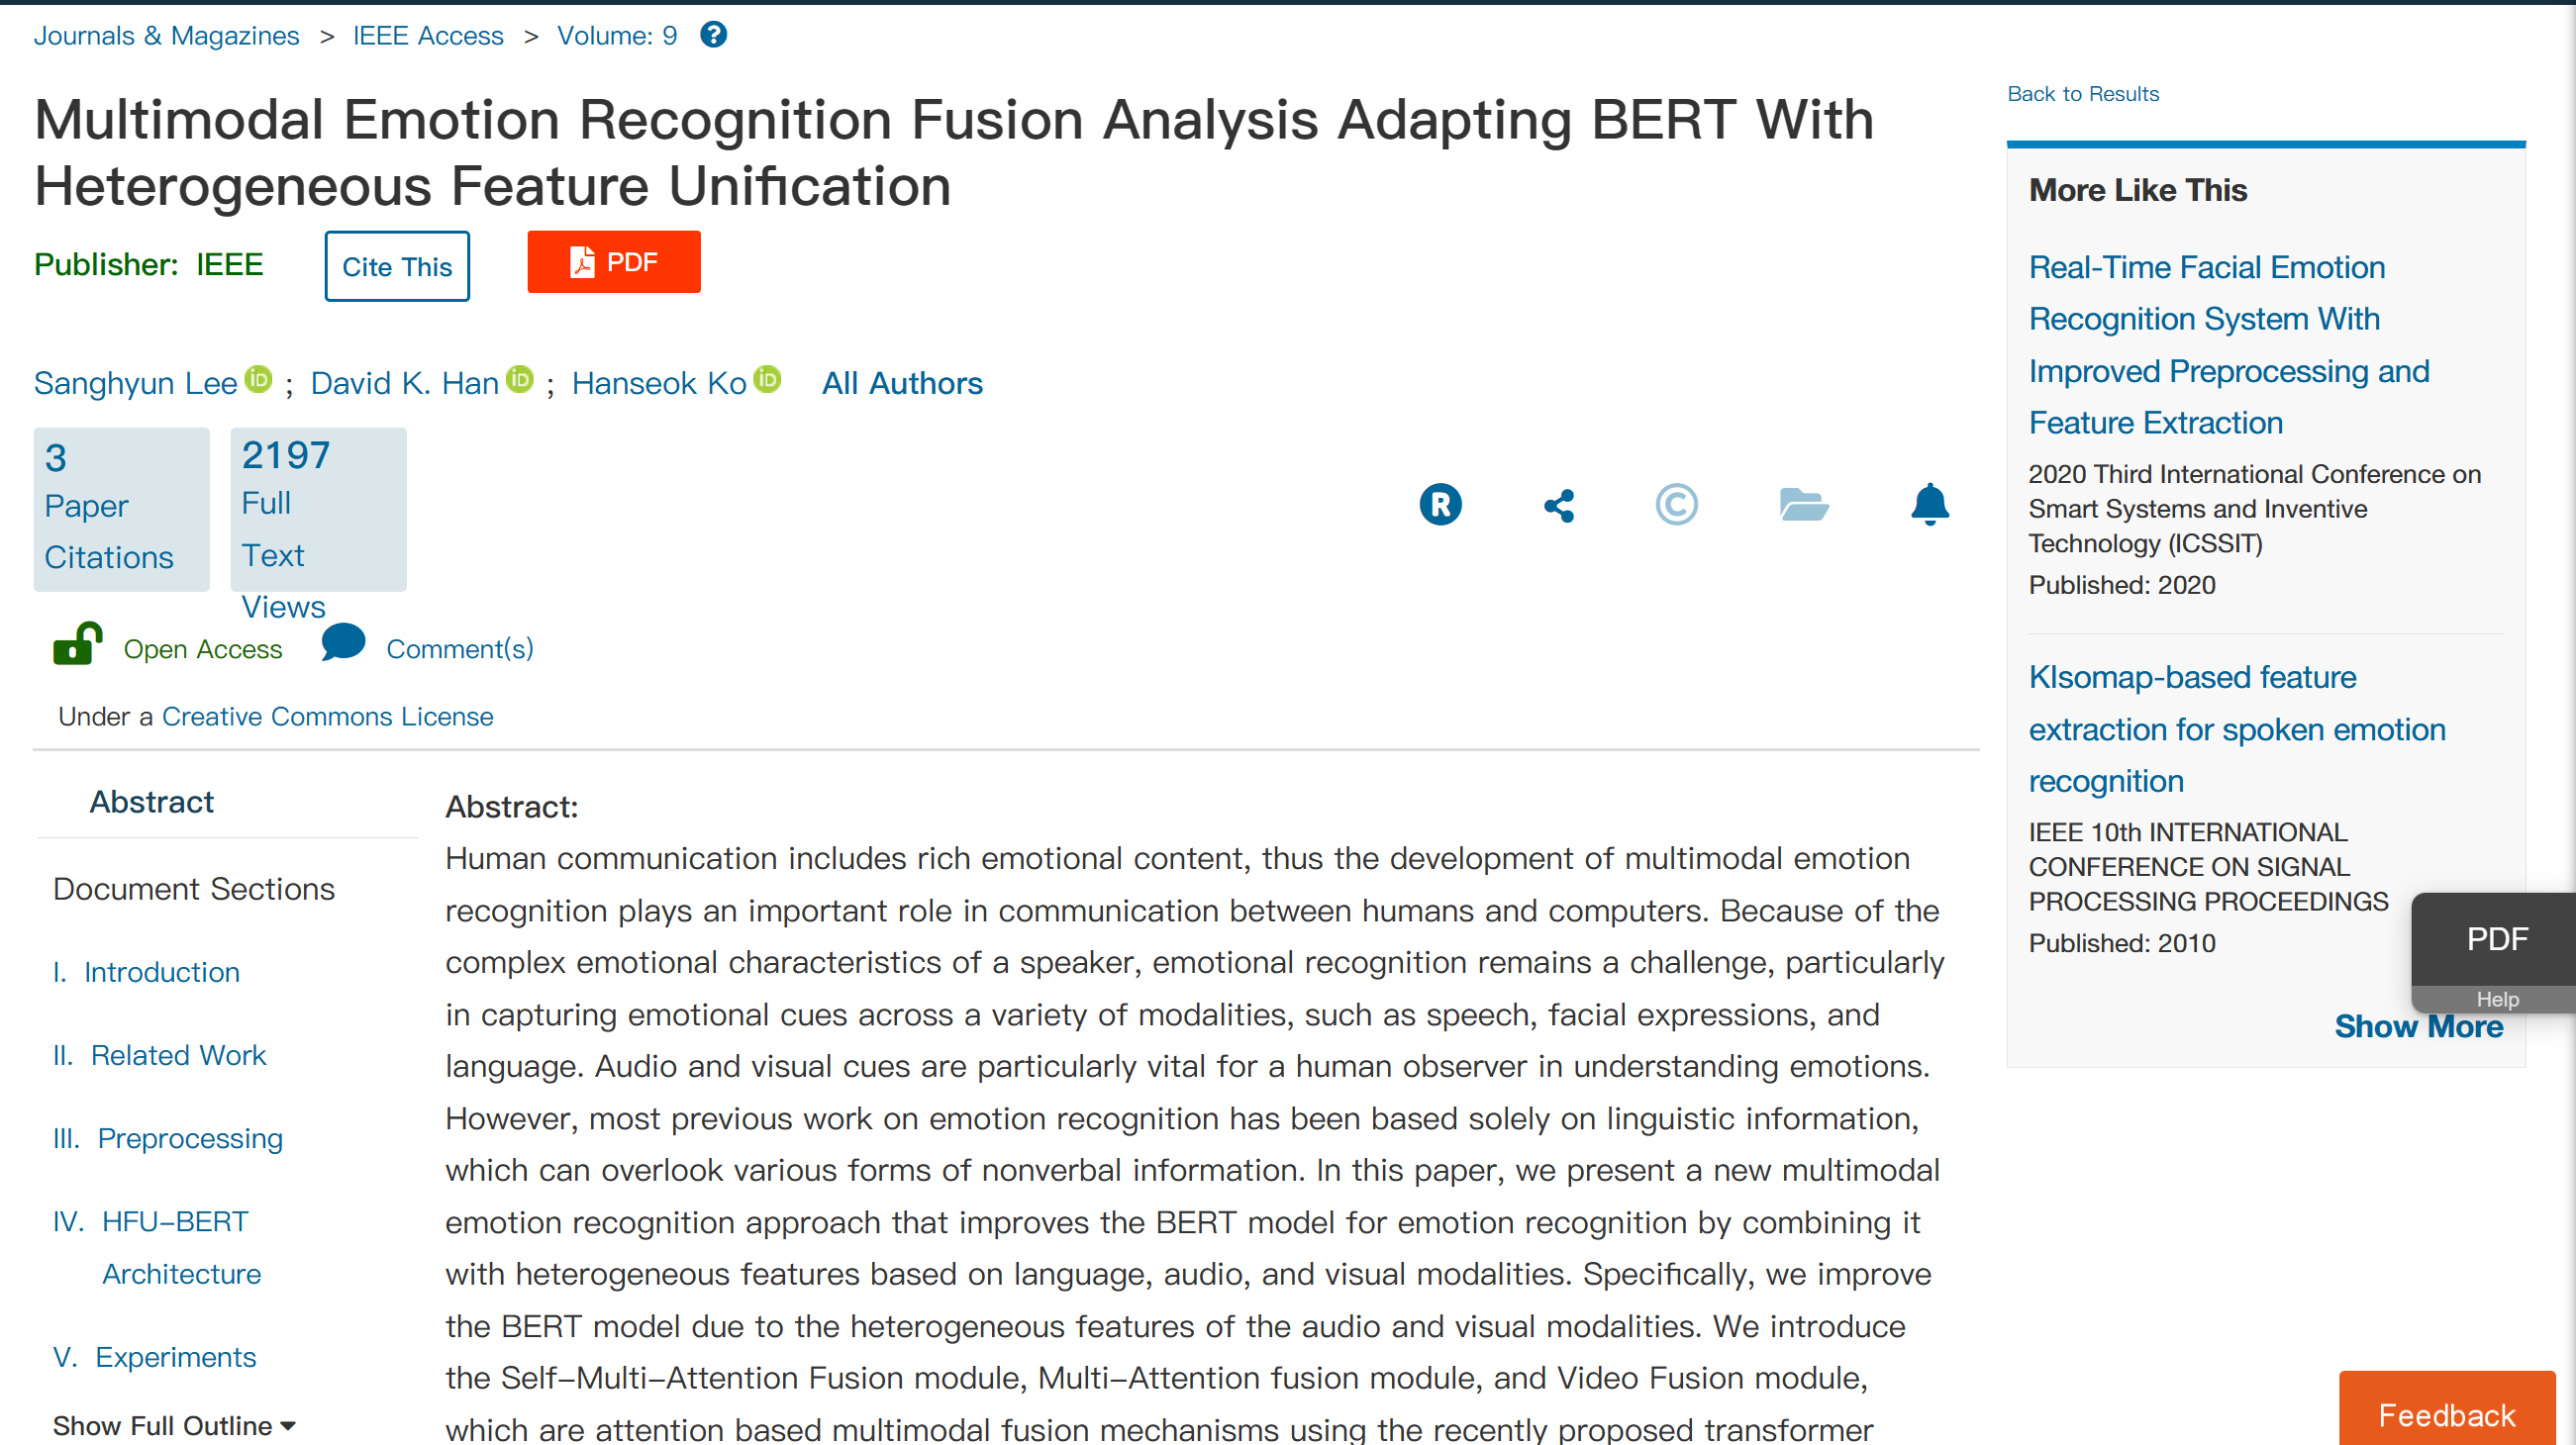 Journals & Magazines > IEEE Access > Volume: 9
Multimodal Emotion Recognition Fusion Analysis Adapting BERT With
Heterogeneous Feature Unification
Publisher: IEEE
Cite This
PDF
Sanghyun Lee iD ; David K. Han iD ; Hanseok Ko iD All Authors
3
Paper
Citations
2197
Full
Text
Views
R
©
Open Access
Comment(s)
Under a Creative Commons License
Abstract
Document Sections
I. Introduction
II. Related Work
III. Preprocessing
IV. HFU-BERT
Architecture
V. Experiments
Show Full Outline
Abstract:
Human communication includes rich emotional content, thus the development of multimodal emotion
recognition plays an important role in communication between humans and computers. Because of the
complex emotional characteristics of a speaker, emotional recognition remains a challenge, particularly
in capturing emotional cues across a variety of modalities, such as speech, facial expressions, and
language. Audio and visual cues are particularly vital for a human observer in understanding emotions.
However, most previous work on emotion recognition has been based solely on linguistic information,
which can overlook various forms of nonverbal information. In this paper, we present a new multimodal
emotion recognition approach that improves the BERT model for emotion recognition by combining it
with heterogeneous features based on language, audio, and visual modalities. Specifically, we improve
the BERT model due to the heterogeneous features of the audio and visual modalities. We introduce
the Self-Multi-Attention Fusion module, Multi-Attention fusion module, and Video Fusion module,
which are attention based multimodal fusion mechanisms using the recently proposed transformer
Back to Results
More Like This
Real-Time Facial Emotion
Recognition System With
Improved Preprocessing and
Feature Extraction
2020 Third International Conference on
Smart Systems and Inventive
Technology (ICSSIT)
Published: 2020
KIsomap-based feature
extraction for spoken emotion
recognition
IEEE 10th INTERNATIONAL
CONFERENCE ON SIGNAL
PROCESSING PROCEEDINGS
Published: 2010
Show More
PDF
Help
Feedback